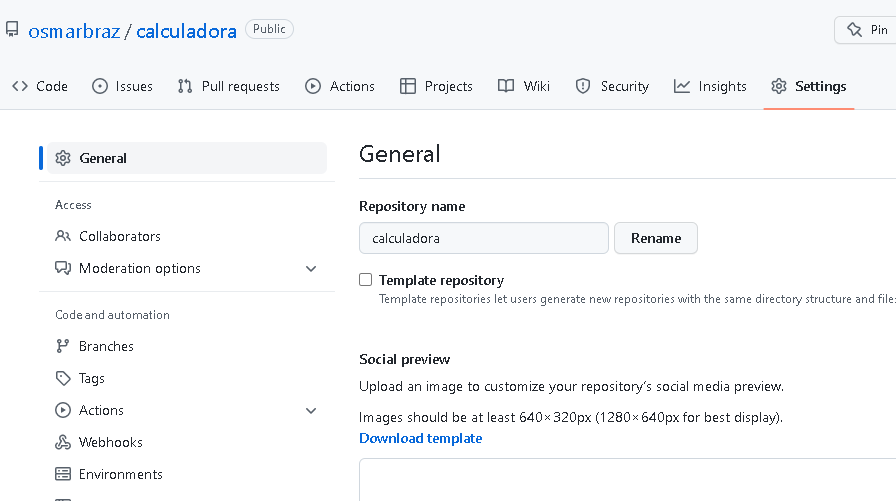 osmarbraz / calculadora Public
Pin
Code Issues Pull requests Actions Projects Wiki Security Insights Settings
General
Access
Collaborators
Moderation options
Code and automation
Branches
Tags
Actions
Webhooks
Environments
General
Repository name
calculadora Rename
Template repository
Template repositories let users generate new repositories with the same directory structure and files
Social preview
Upload an image to customize your repository's social media preview.
Images should be at least 640×320px (1280×640px for best display).
Download template